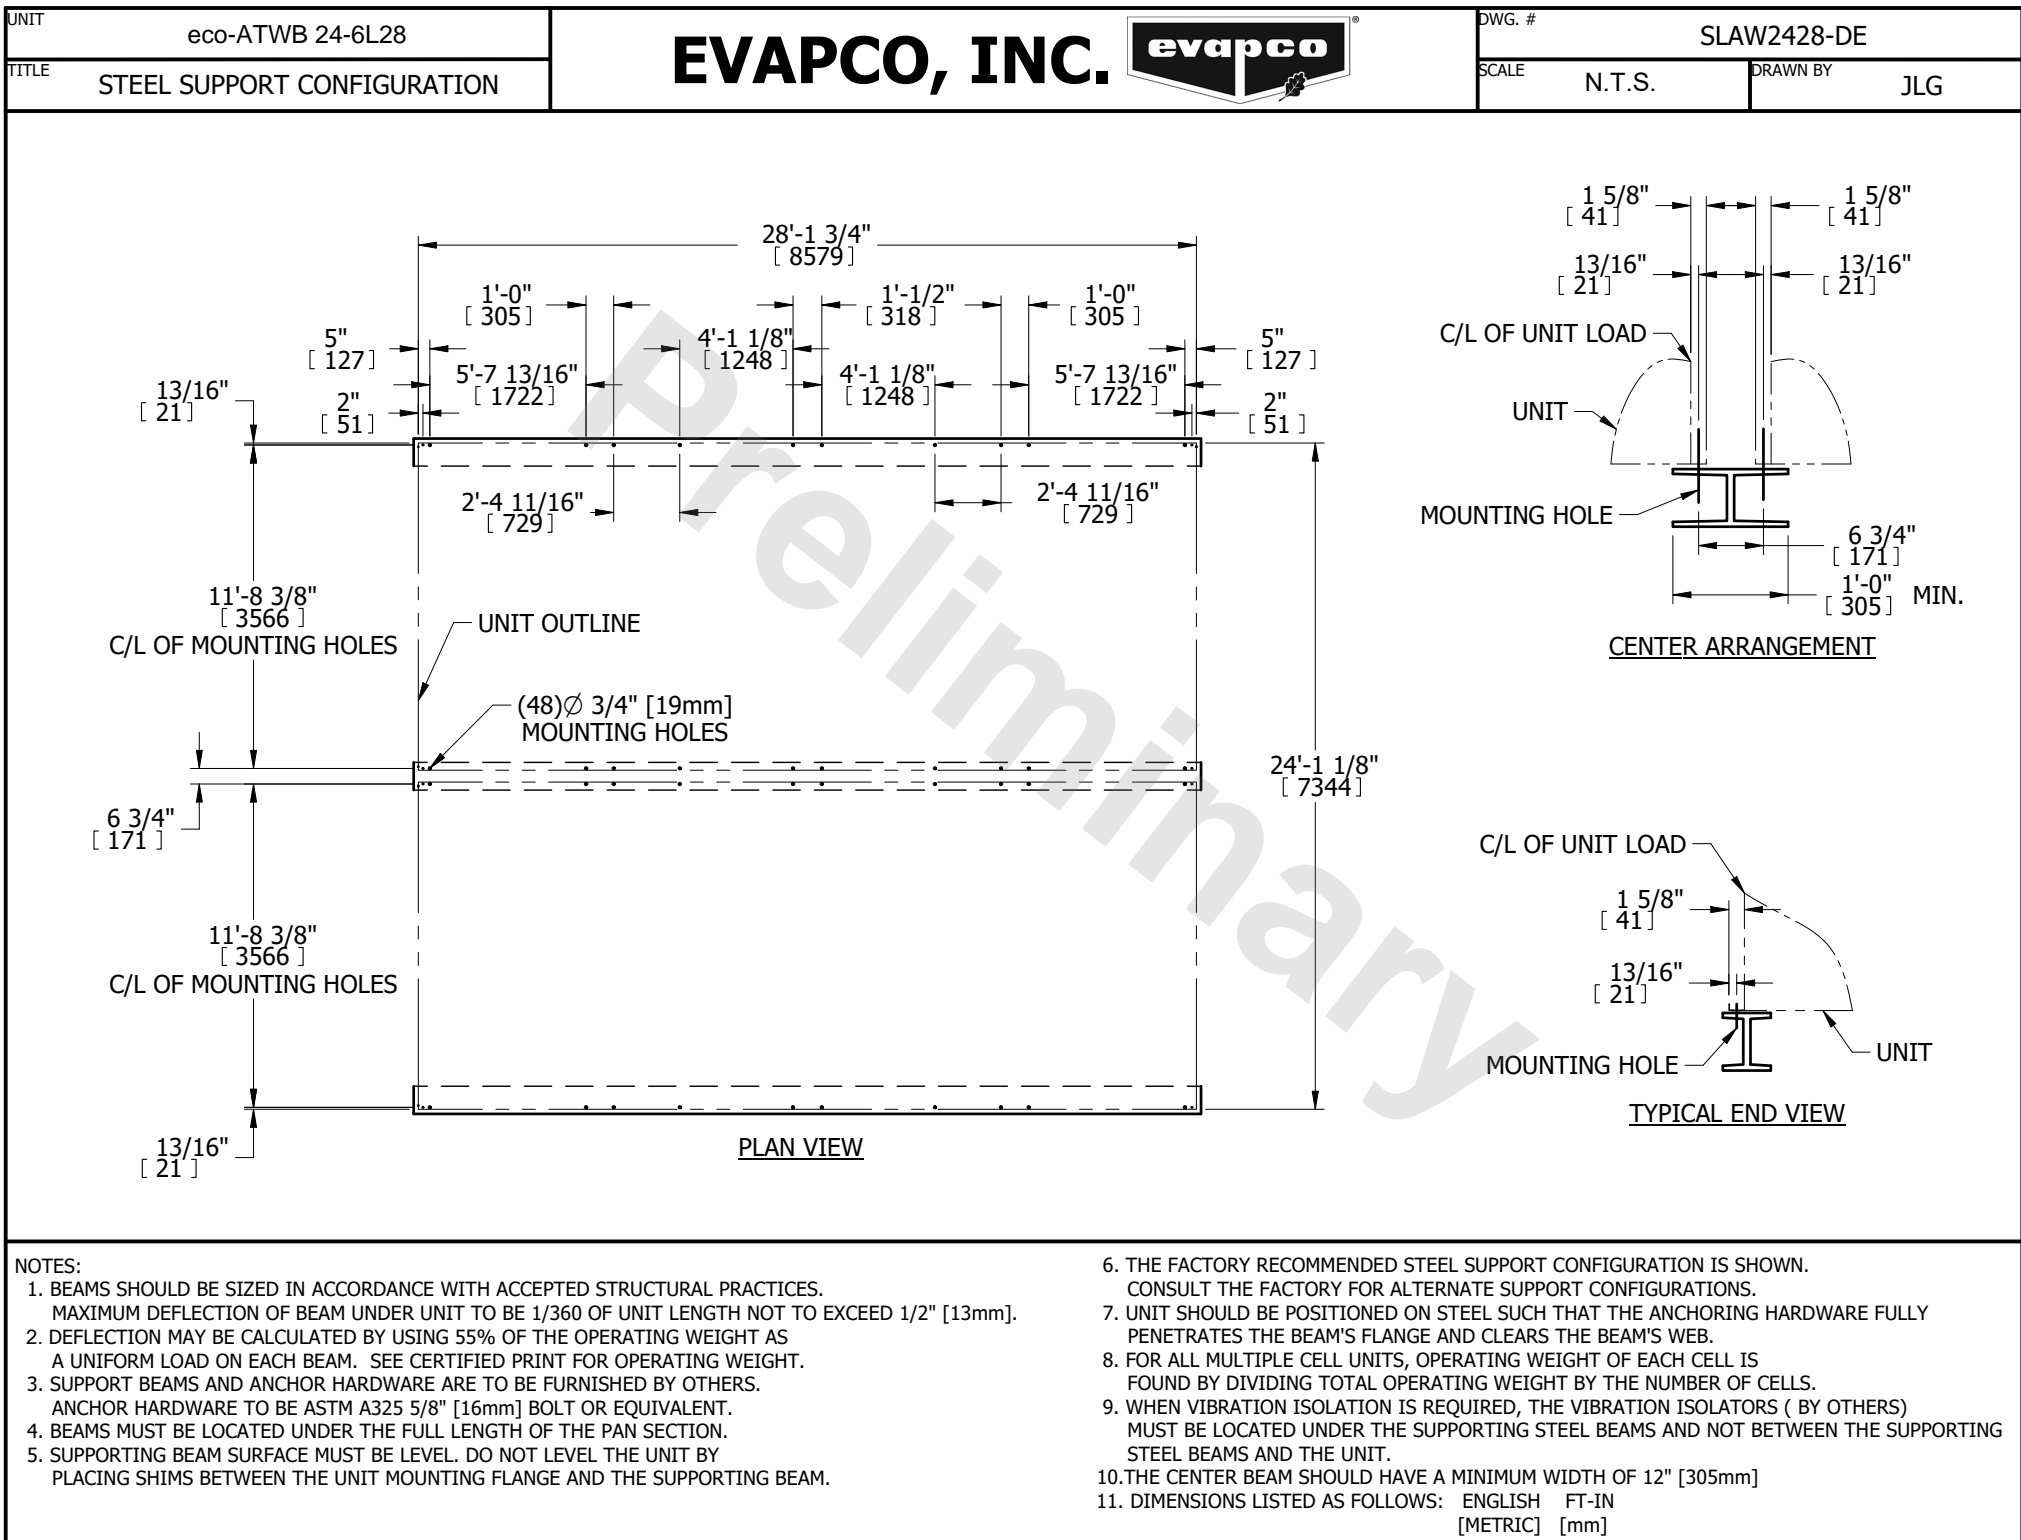 UNIT
eco-ATWB 24-6L28
TITLE
STEEL SUPPORT CONFIGURATION
EVAPCO, INC.
evapco
®
DWG. #
SLAW2428-DE
SCALE
N.T.S.
DRAWN BY
JLG
28'-1 3/4"
[ 8579 ]
1'-0"
[ 305 ]
1'-1/2"
[ 318 ]
1'-0"
[ 305 ]
5"
[ 127 ]
4'-1 1/8"
[ 1248 ]
5"
[ 127 ]
5'-7 13/16"
[ 1722 ]
4'-1 1/8"
[ 1248 ]
5'-7 13/16"
[ 1722 ]
13/16"
[ 21 ]
2"
[ 51 ]
2"
[ 51 ]
2'-4 11/16"
[ 729 ]
2'-4 11/16"
[ 729 ]
11'-8 3/8"
[ 3566 ]
C/L OF MOUNTING HOLES
UNIT OUTLINE
(48)Ø 3/4" [19mm]
MOUNTING HOLES
6 3/4"
[ 171 ]
24'-1 1/8"
[ 7344 ]
11'-8 3/8"
[ 3566 ]
C/L OF MOUNTING HOLES
13/16"
[ 21 ]
PLAN VIEW
Preliminary
1 5/8"
[ 41 ]
1 5/8"
[ 41 ]
13/16"
[ 21 ]
13/16"
[ 21 ]
C/L OF UNIT LOAD
UNIT
MOUNTING HOLE
6 3/4"
[ 171 ]
1'-0"
[ 305 ] MIN.
CENTER ARRANGEMENT
C/L OF UNIT LOAD
1 5/8"
[ 41 ]
13/16"
[ 21 ]
MOUNTING HOLE
UNIT
TYPICAL END VIEW
NOTES:
1. BEAMS SHOULD BE SIZED IN ACCORDANCE WITH ACCEPTED STRUCTURAL PRACTICES.
MAXIMUM DEFLECTION OF BEAM UNDER UNIT TO BE 1/360 OF UNIT LENGTH NOT TO EXCEED 1/2" [13mm].
2. DEFLECTION MAY BE CALCULATED BY USING 55% OF THE OPERATING WEIGHT AS
A UNIFORM LOAD ON EACH BEAM. SEE CERTIFIED PRINT FOR OPERATING WEIGHT.
3. SUPPORT BEAMS AND ANCHOR HARDWARE ARE TO BE FURNISHED BY OTHERS.
ANCHOR HARDWARE TO BE ASTM A325 5/8" [16mm] BOLT OR EQUIVALENT.
4. BEAMS MUST BE LOCATED UNDER THE FULL LENGTH OF THE PAN SECTION.
5. SUPPORTING BEAM SURFACE MUST BE LEVEL. DO NOT LEVEL THE UNIT BY
PLACING SHIMS BETWEEN THE UNIT MOUNTING FLANGE AND THE SUPPORTING BEAM.
6. THE FACTORY RECOMMENDED STEEL SUPPORT CONFIGURATION IS SHOWN.
CONSULT THE FACTORY FOR ALTERNATE SUPPORT CONFIGURATIONS.
7. UNIT SHOULD BE POSITIONED ON STEEL SUCH THAT THE ANCHORING HARDWARE FULLY
PENETRATES THE BEAM'S FLANGE AND CLEARS THE BEAM'S WEB.
8. FOR ALL MULTIPLE CELL UNITS, OPERATING WEIGHT OF EACH CELL IS
FOUND BY DIVIDING TOTAL OPERATING WEIGHT BY THE NUMBER OF CELLS.
9. WHEN VIBRATION ISOLATION IS REQUIRED, THE VIBRATION ISOLATORS ( BY OTHERS)
MUST BE LOCATED UNDER THE SUPPORTING STEEL BEAMS AND NOT BETWEEN THE SUPPORTING
STEEL BEAMS AND THE UNIT.
10.THE CENTER BEAM SHOULD HAVE A MINIMUM WIDTH OF 12" [305mm]
11. DIMENSIONS LISTED AS FOLLOWS: ENGLISH FT-IN
[METRIC] [mm]